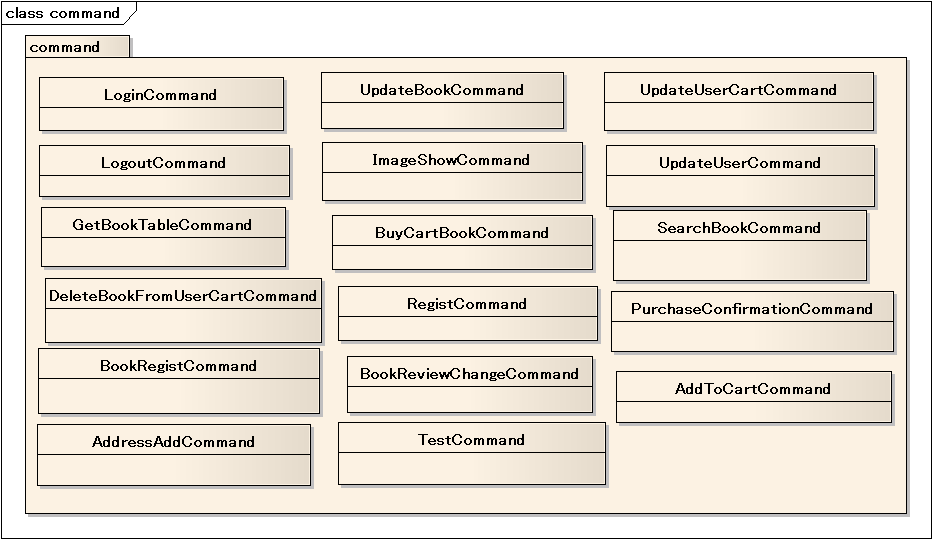 class command
command
LoginCommand
UpdateBookCommand
UpdateUserCartCommand
LogoutCommand
ImageShowCommand
UpdateUserCommand
GetBookTableCommand
BuyCartBookCommand
SearchBookCommand
DeleteBookFromUserCartCommand
RegistCommand
PurchaseConfirmationCommand
BookRegistCommand
BookReviewChangeCommand
AddToCartCommand
AddressAddCommand
TestCommand